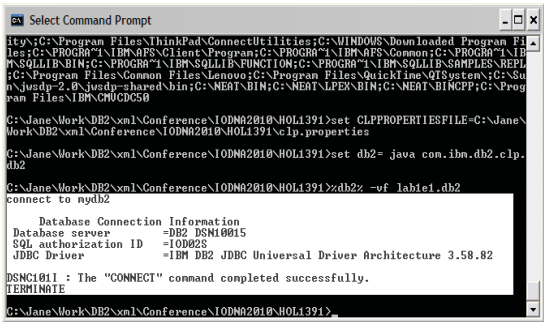 Select Command Prompt
ity\;C:\Program Files\ThinkPad\ConnectUtilities;C:\WINDOWS\Downloaded Program Fi
les;C:\PROGRA~1\IBM\AFS\Client\Program;C:\PROGRA~1\IBM\AFS\Common;C:\PROGRA~1\IB
M\SQLLIB\BIN;C:\PROGRA~1\IBM\SQLLIB\FUNCTION;C:\PROGRA~1\IBM\SQLLIB\SAMPLES\REPL
;C:\Program Files\Common Files\Lenovo;C:\Program Files\QuickTime\QTSystem\;C:\Su
n\jwsdp-2.0\jwsdp-shared\bin;C:\NEAT\BIN;C:\NEAT\LPEX\BIN;C:\NEAT\BINCPP;C:\Prog
ram Files\IBM\CMUCDC50
C:\Jane\Work\DB2\xml\Conference\IODNA2010\HOL1391>set CLPPROPERTIESFILE=C:\Jane\
Work\DB2\xml\Conference\IODNA2010\HOL1391\clp.properties
C:\Jane\Work\DB2\xml\Conference\IODNA2010\HOL1391>set db2= java com.ibm.db2.clp.
db2
C:\Jane\Work\DB2\xml\Conference\IODNA2010\HOL1391>%db2% -vf lab1e1.db2
connect to mydb2
Database Connection Information
Database server =DB2 DSN10015
SQL authorization ID =IOD02S
JDBC Driver =IBM DB2 JDBC Universal Driver Architecture 3.58.82
DSNC101I : The "CONNECT" command completed successfully.
TERMINATE
C:\Jane\Work\DB2\xml\Conference\IODNA2010\HOL1391>_